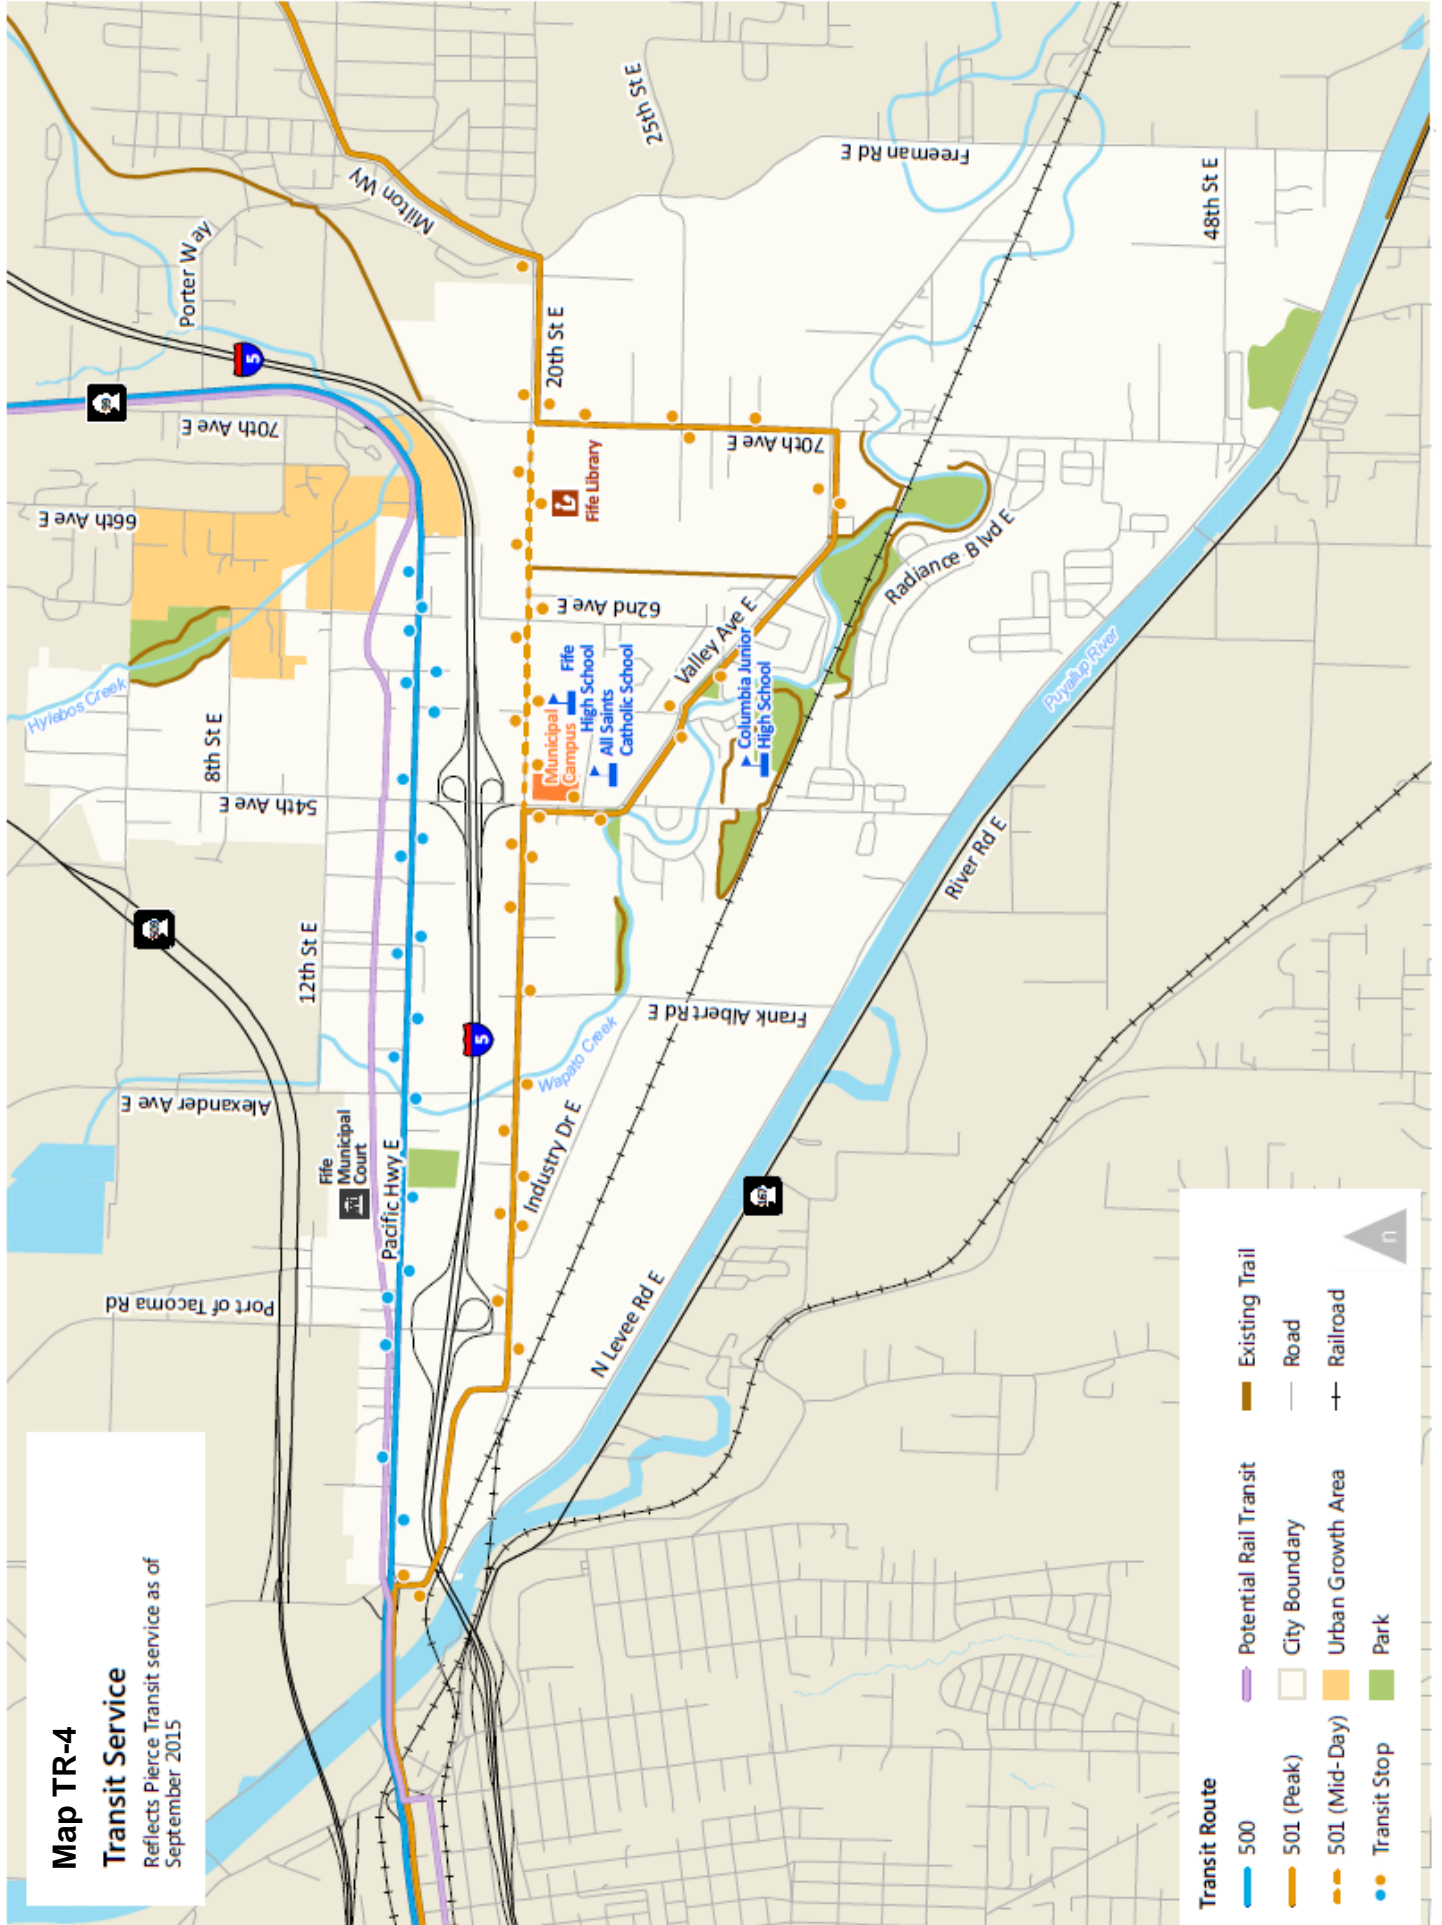 Map TR-4
Transit Service
Reflects Pierce Transit service as of
September 2015
Porter Way
Milton Wy
25th St E
Freeman Rd E
48th St E
99
5
70th Ave E
66th Ave E
20th St E
70th Ave E
Fife Library
62nd Ave E
Valley Ave E
Radiance Blvd E
Hylebos Creek
8th St E
54th Ave E
Municipal
Campus
Fife
High School
All Saints
Catholic School
Columbia Junior
High School
Puyallup River
River Rd E
509
12th St E
5
Frank Albert Rd E
Wapato Creek
Alexander Ave E
Fife
Municipal
Court
Pacific Hwy E
Industry Dr E
167
Port of Tacoma Rd
N Levee Rd E
Transit Route
500
501 (Peak)
501 (Mid-Day)
Transit Stop
Potential Rail Transit
City Boundary
Urban Growth Area
Park
Existing Trail
Road
Railroad
n